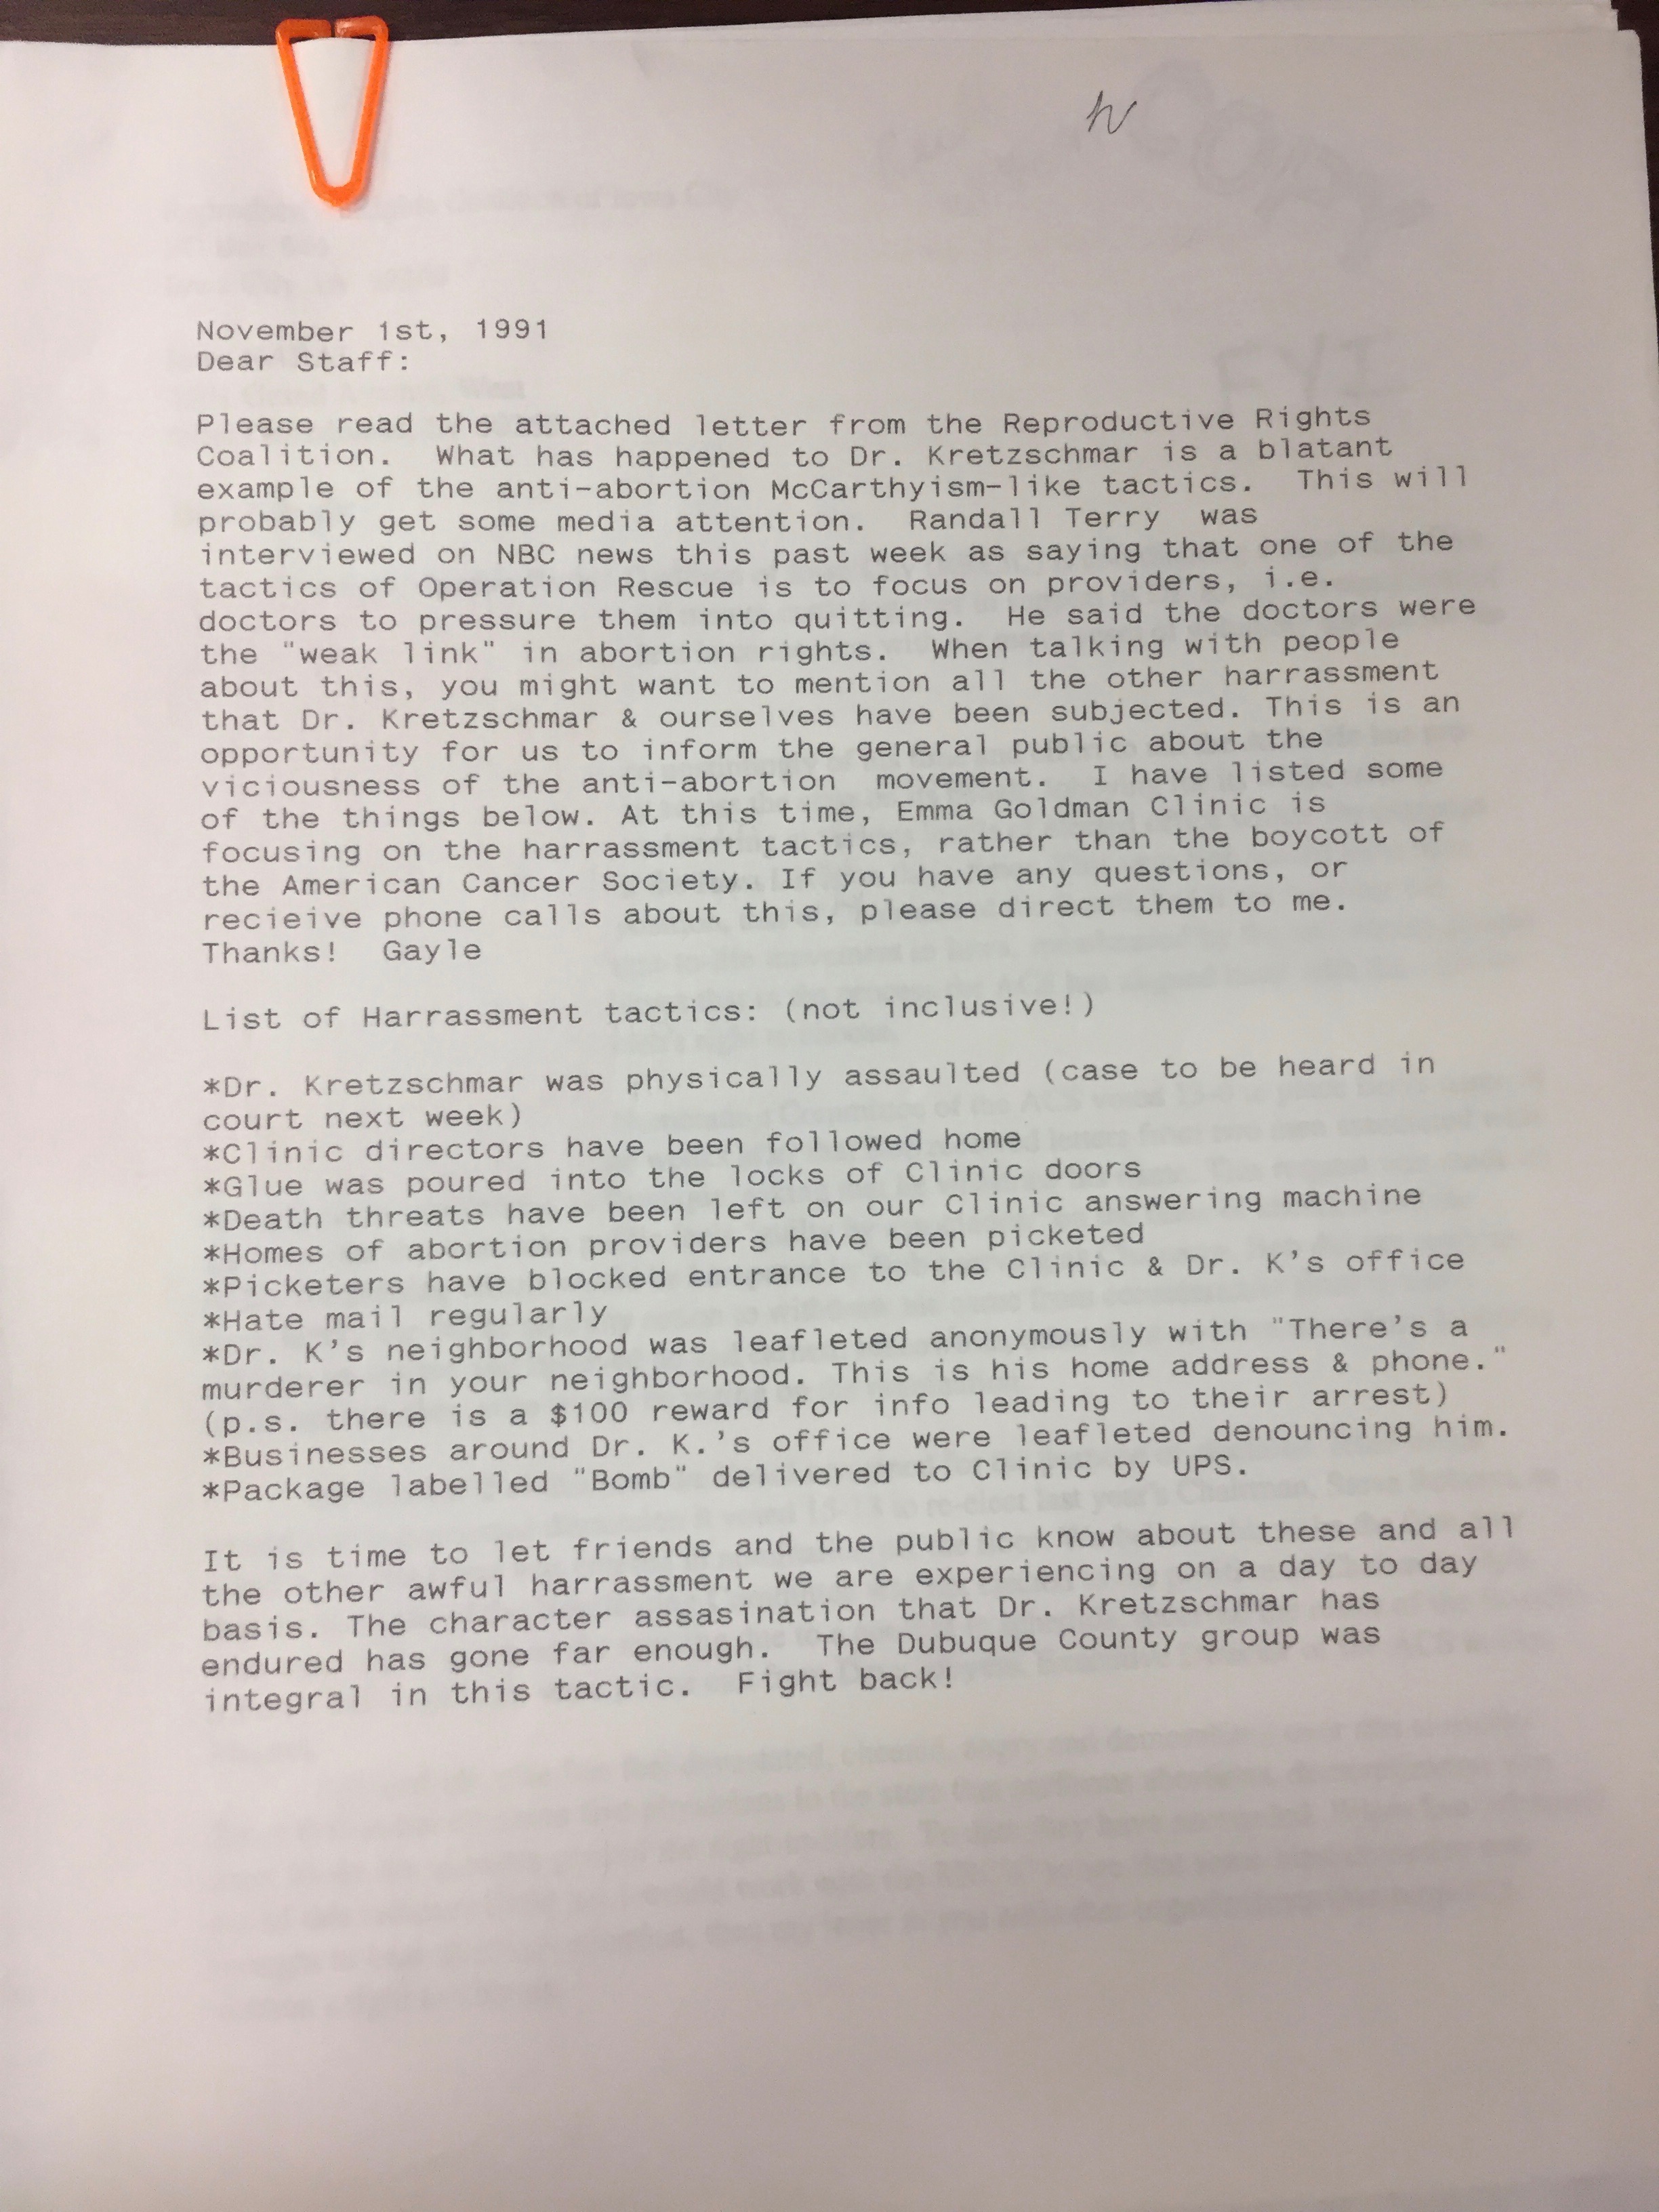 November 1st, 1991
Dear Staff:
Please read the attached letter from the Reproductive Rights
Coalition.  What has happened to Dr. Kretzschmar is a blatant
example of the anti-abortion McCarthyism-like tactics.  This will
probably get some media attention.  Randall Terry  was
interviewed on NBC news this past week as saying that one of the
tactics of Operation Rescue is to focus on providers, i.e.
doctors to pressure them into quitting.  He said the doctors were
the "weak link" in abortion rights.  When talking with people
about this, you might want to mention all the other harrassment
that Dr. Kretzschmar & ourselves have been subjected. This is an
opportunity for us to inform the general public about the
viciousness of the anti-abortion  movement.  I have listed some
of the things below. At this time, Emma Goldman Clinic is
focusing on the harrassment tactics, rather than the boycott of
the American Cancer Society. If you have any questions, or
recieive phone calls about this, please direct them to me.
Thanks!  Gayle
List of Harrassment tactics: (not inclusive!)
*Dr. Kretzschmar was physically assaulted (case to be heard in
court next week)
*Clinic directors have been followed home
*Glue was poured into the locks of Clinic doors
*Death threats have been left on our Clinic answering machine
*Homes of abortion providers have been picketed
*Picketers have blocked entrance to the Clinic & Dr. K's office
*Hate mail regularly
*Dr. K's neighborhood was leafleted anonymously with "There's a
murderer in your neighborhood. This is his home address & phone."
(p.s. there is a $100 reward for info leading to their arrest)
*Businesses around Dr. K.'s office were leafleted denouncing him.
*Package labelled "Bomb" delivered to Clinic by UPS.
It is time to let friends and the public know about these and all
the other awful harrassment we are experiencing on a day to day
basis. The character assasination that Dr. Kretzschmar has
endured has gone far enough.  The Dubuque County group was
integral in this tactic.  Fight back!